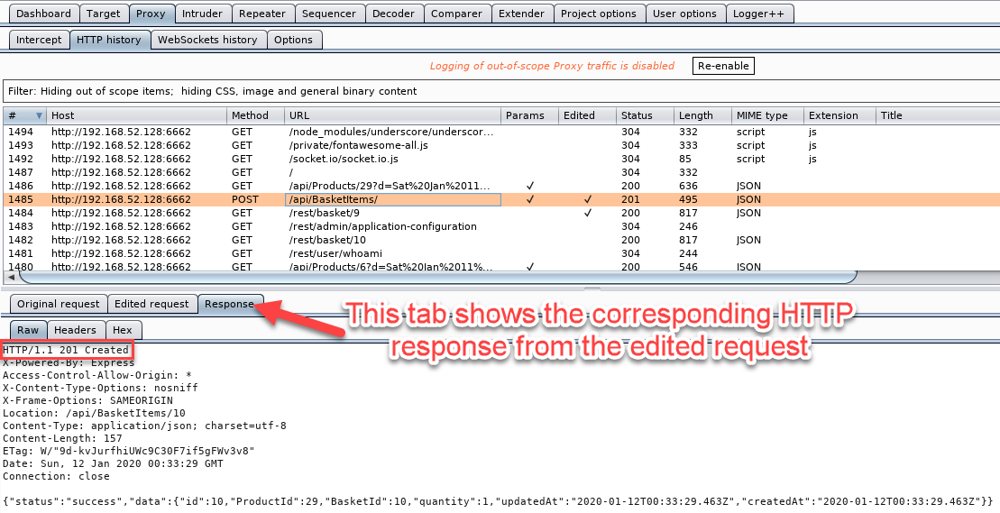 Dashboard Target Proxy Intruder Repeater Sequencer Decoder Comparer Extender Project options User options Logger++
Intercept HTTP history WebSockets history Options
Logging of out-of-scope Proxy traffic is disabled Re-enable
Filter: Hiding out of scope items; hiding CSS, image and general binary content
# Host Method URL Params Edited Status Length MIME type Extension Title
1494 http://192.168.52.128:6662 GET /node_modules/underscore/underscor... 304 332 script js
1493 http://192.168.52.128:6662 GET /private/fontawesome-all.js 304 333 script js
1492 http://192.168.52.128:6662 GET /socket.io/socket.io.js 304 85 script js
1487 http://192.168.52.128:6662 GET / 304 332
1486 http://192.168.52.128:6662 GET /api/Products/29?d=Sat%20Jan%2011... ✓ 200 636 JSON
1485 http://192.168.52.128:6662 POST /api/BasketItems/ ✓ ✓ 201 495 JSON
1484 http://192.168.52.128:6662 GET /rest/basket/9 ✓ 200 817 JSON
1483 http://192.168.52.128:6662 GET /rest/admin/application-configuration 304 246
1482 http://192.168.52.128:6662 GET /rest/basket/10 200 817 JSON
1481 http://192.168.52.128:6662 GET /rest/user/whoami 304 244
1480 http://192.168.52.128:6662 GET /api/Products/6?d=Sat%20Jan%2011%... ✓ 200 546 JSON
Original request Edited request Response
This tab shows the corresponding HTTP
response from the edited request
Raw Headers Hex
HTTP/1.1 201 Created
X-Powered-By: Express
Access-Control-Allow-Origin: *
X-Content-Type-Options: nosniff
X-Frame-Options: SAMEORIGIN
Location: /api/BasketItems/10
Content-Type: application/json; charset=utf-8
Content-Length: 157
ETag: W/"9d-kvJurfhiUWc9C30F7if5gFWv3v8"
Date: Sun, 12 Jan 2020 00:33:29 GMT
Connection: close
{"status":"success","data":{"id":10,"ProductId":29,"BasketId":10,"quantity":1,"updatedAt":"2020-01-12T00:33:29.463Z","createdAt":"2020-01-12T00:33:29.463Z"}}